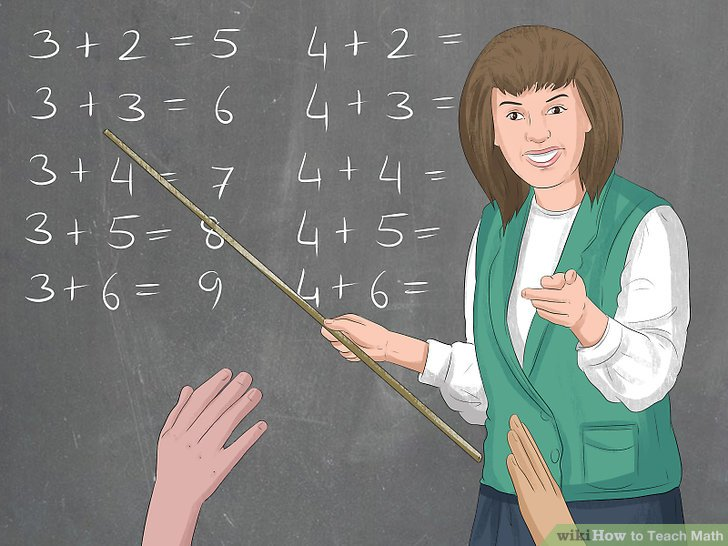 3 + 2 = 5 4 + 2 =
3 + 3 = 6 4 + 3 =
3 + 4 = 7 4 + 4 =
3 + 5 = 8 4 + 5 =
3 + 6 = 9 4 + 6 =
wikiHow to Teach Math